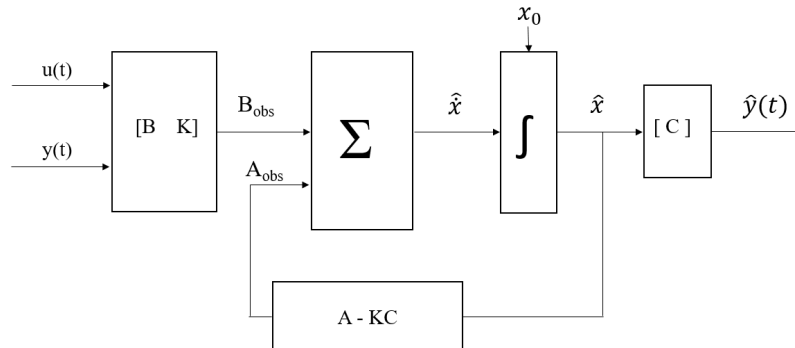 x₀
u(t)
y(t)
[B K]
B_obs
Σ
A_obs
x̂̇
∫
x̂
[ C ]
ŷ(t)
A - KC